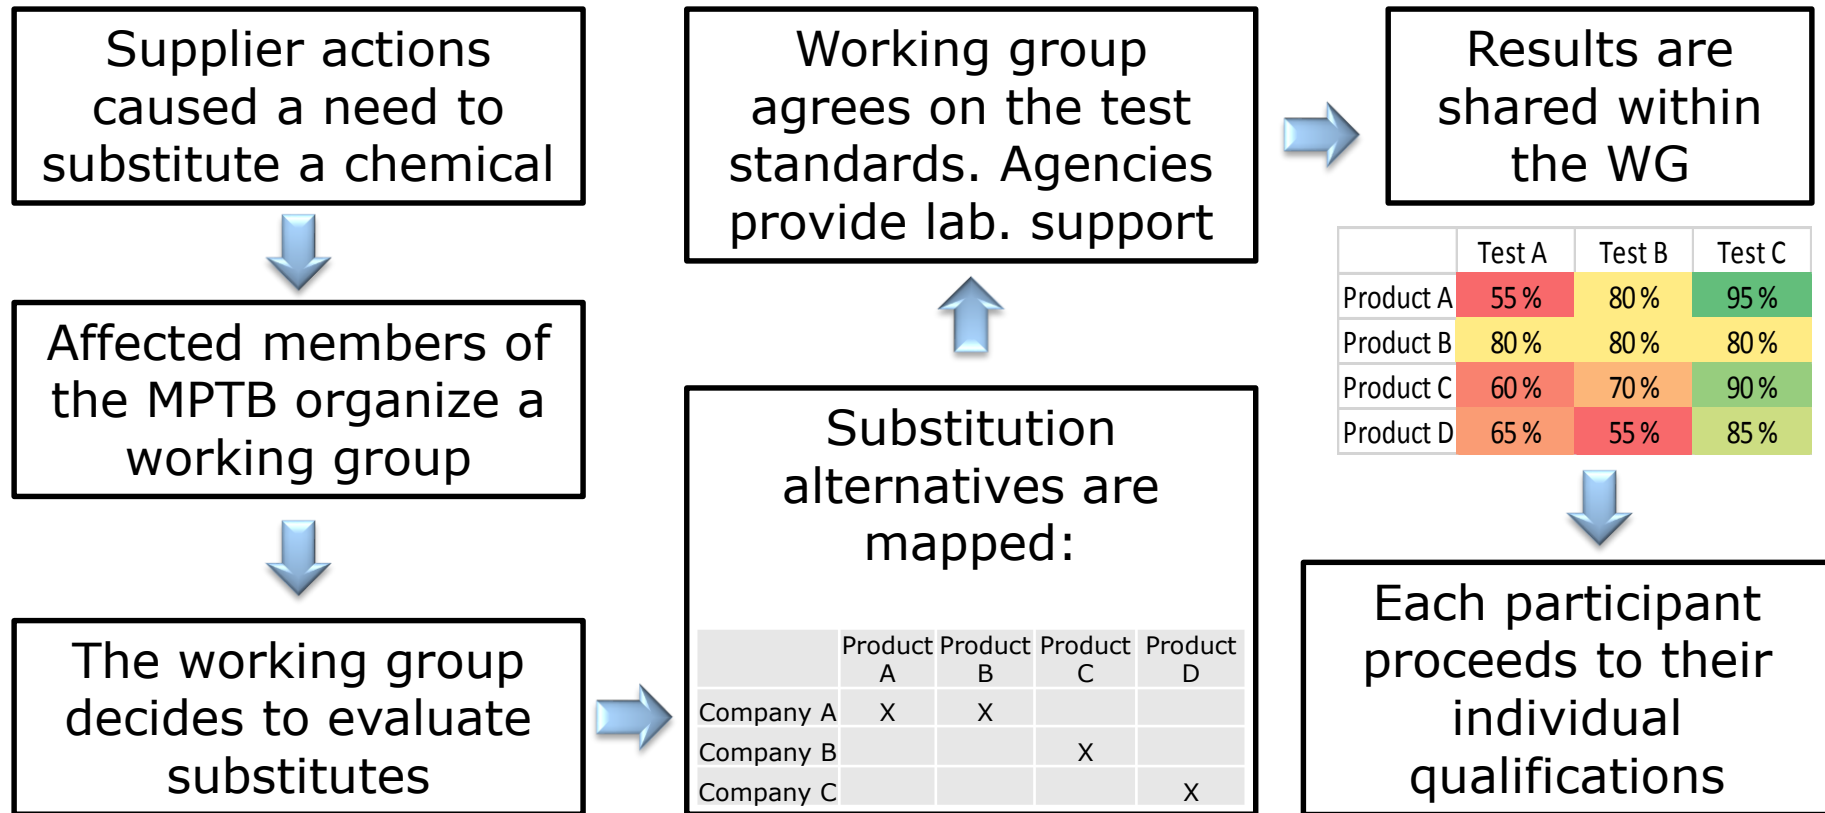 Supplier actions
caused a need to
substitute a chemical
Affected members of
the MPTB organize a
working group
The working group
decides to evaluate
substitutes
Substitution
alternatives are
mapped:
Product Product Product Product
A B C D
Company A X X
Company B X
Company C X
Working group
agrees on the test
standards. Agencies
provide lab. support
Results are
shared within
the WG
Test A Test B Test C
Product A 55 % 80 % 95 %
Product B 80 % 80 % 80 %
Product C 60 % 70 % 90 %
Product D 65 % 55 % 85 %
Each participant
proceeds to their
individual
qualifications